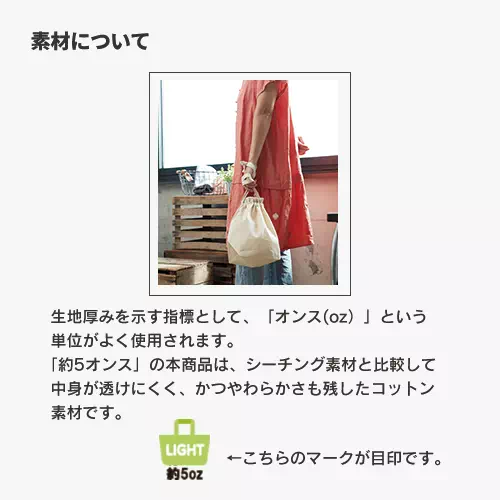 素材について
生地厚みを示す指標として、「オンス(oz）」という
単位がよく使用されます。
「約5オンス」の本商品は、シーチング素材と比較して
中身が透けにくく、かつやわらかさも残したコットン
素材です。
LIGHT
約5oz
←こちらのマークが目印です。